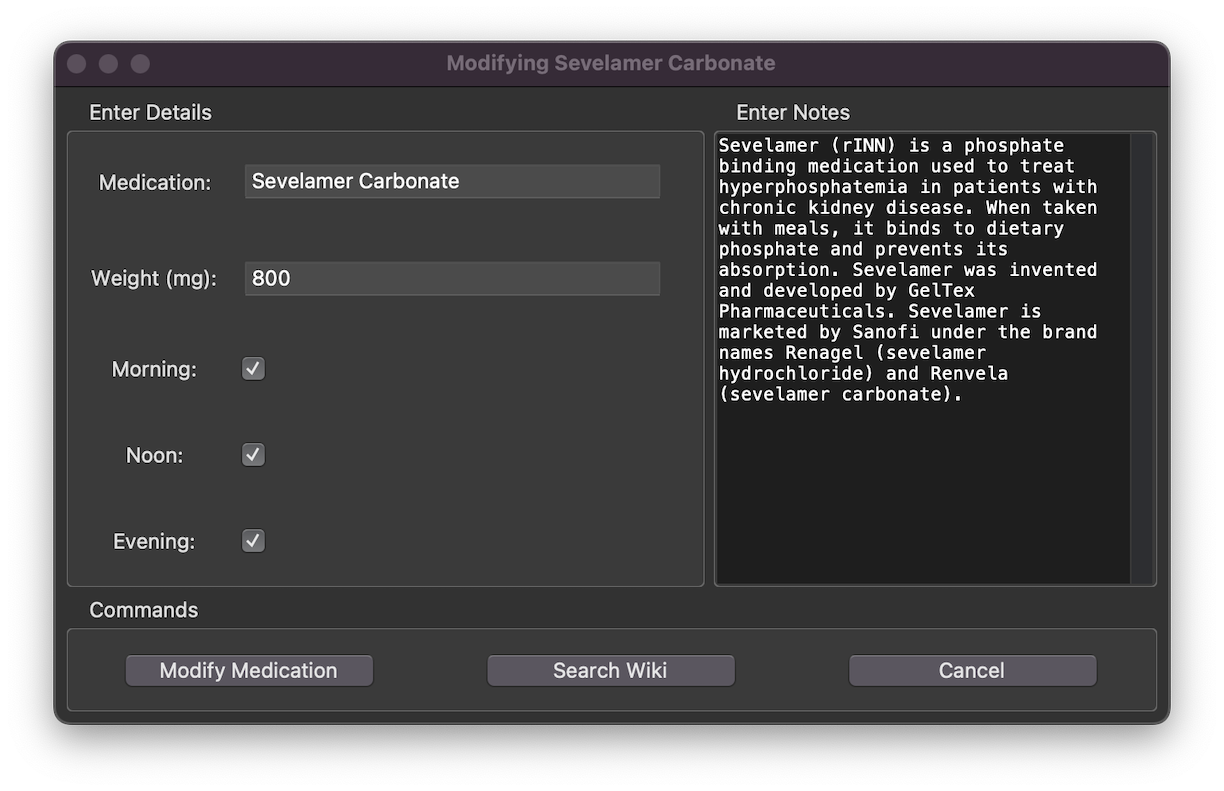 Modifying Sevelamer Carbonate
Enter Details
Medication: Sevelamer Carbonate
Weight (mg): 800
Morning:
Noon:
Evening:
Enter Notes
Sevelamer (rINN) is a phosphate
binding medication used to treat
hyperphosphatemia in patients with
chronic kidney disease. When taken
with meals, it binds to dietary
phosphate and prevents its
absorption. Sevelamer was invented
and developed by GelTex
Pharmaceuticals. Sevelamer is
marketed by Sanofi under the brand
names Renagel (sevelamer
hydrochloride) and Renvela
(sevelamer carbonate).
Commands
Modify Medication
Search Wiki
Cancel